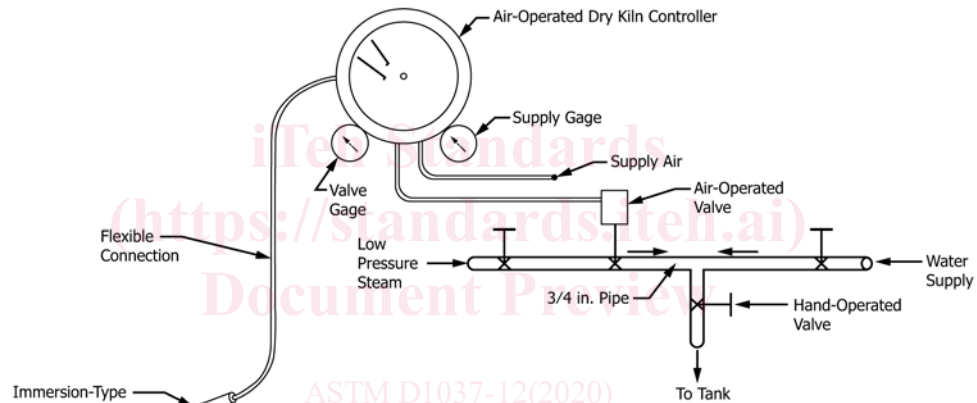 Air-Operated Dry Kiln Controller
Supply Gage
Supply Air
Valve
Gage
Air-Operated
Valve
Flexible
Connection
Low
Pressure
Steam
Water
Supply
3/4 in. Pipe
Hand-Operated
Valve
To Tank
Immersion-Type
iTeh Standards
(https://standards.iteh.ai)
Document Preview
ASTM D1037-12(2020)